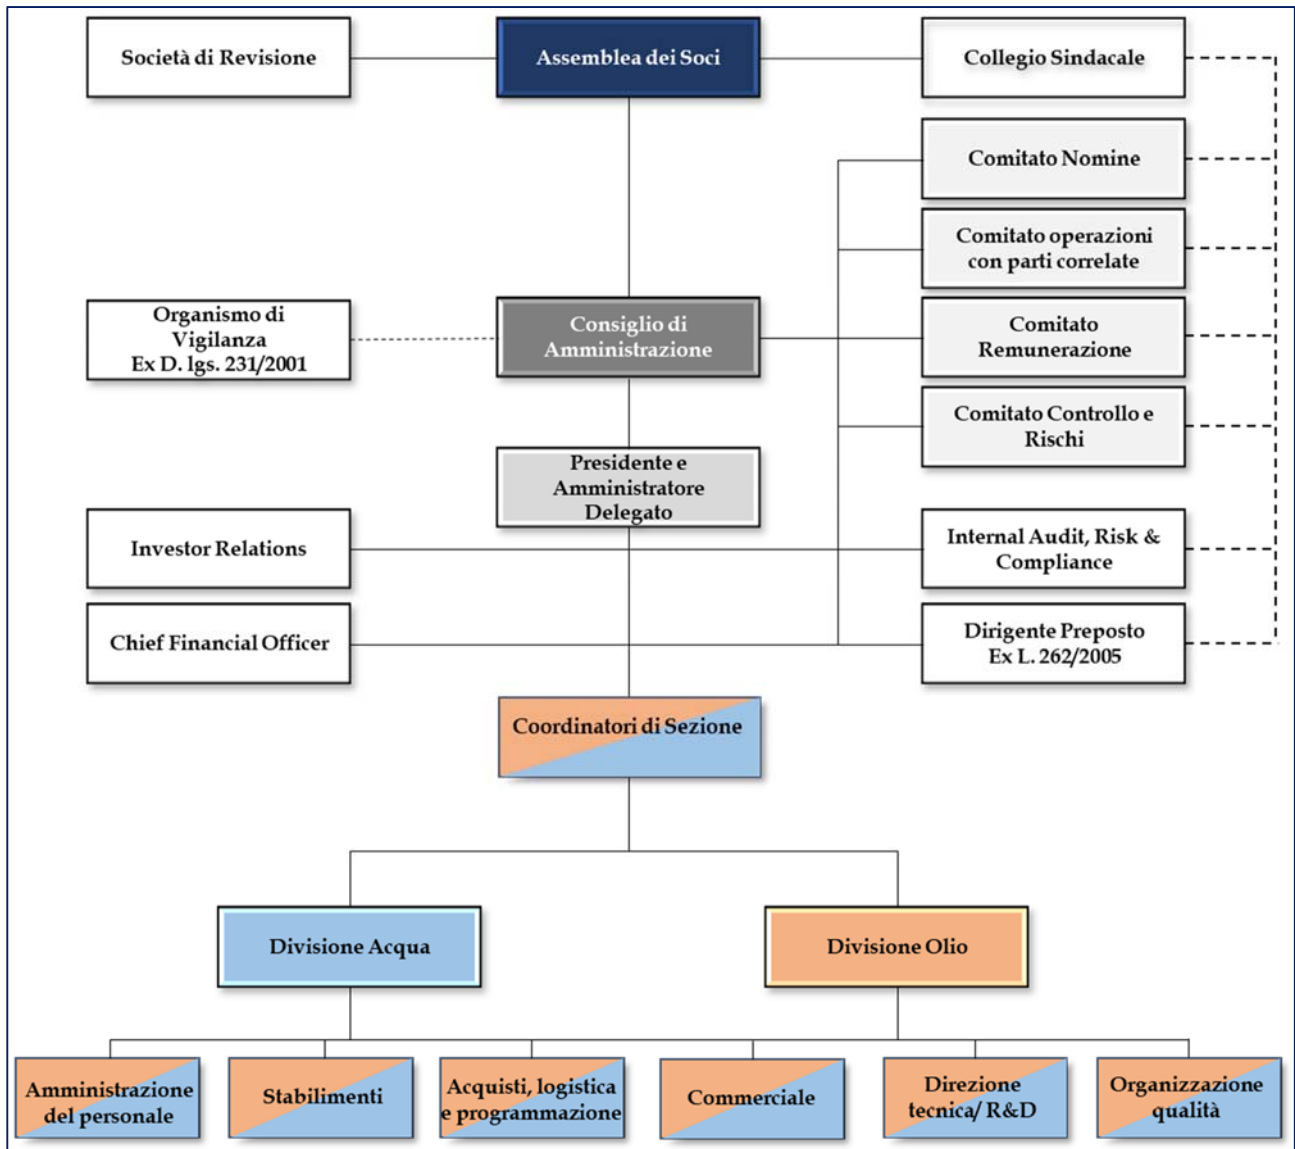 Società di Revisione
Assemblea dei Soci
Collegio Sindacale
Comitato Nomine
Comitato operazioni
con parti correlate
Organismo di
Vigilanza
Ex D. lgs. 231/2001
Consiglio di
Amministrazione
Comitato
Remunerazione
Comitato Controllo e
Rischi
Presidente e
Amministratore
Delegato
Investor Relations
Internal Audit, Risk &
Compliance
Chief Financial Officer
Dirigente Preposto
Ex L. 262/2005
Coordinatori di Sezione
Divisione Acqua
Divisione Olio
Amministrazione
del personale
Stabilimenti
Acquisti, logistica
e programmazione
Commerciale
Direzione
tecnica/ R&D
Organizzazione
qualità